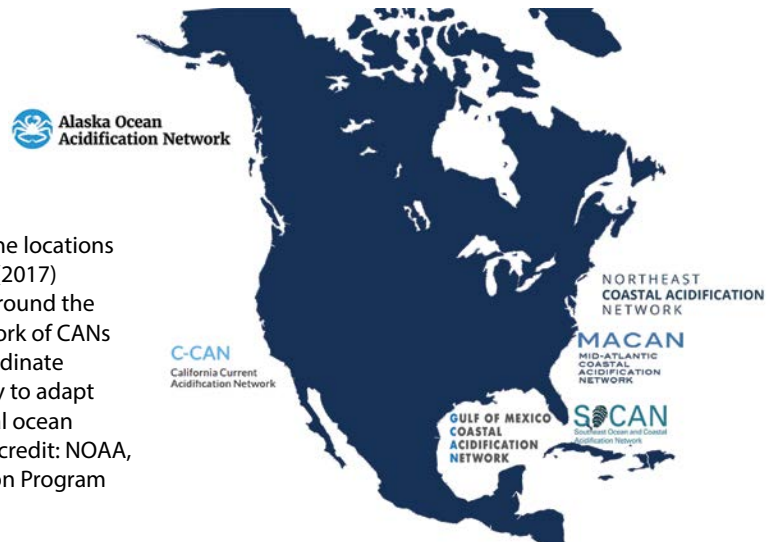 Alaska Ocean
Acidification Network
he locations
(2017)
round the
ork of CANs
rdinate
y to adapt
al ocean
credit: NOAA,
on Program
C-CAN
California Current
Acidification Network
NORTHEAST
COASTAL ACIDIFICATION
NETWORK
MACAN
MID-ATLANTIC
COASTAL
ACIDIFICATION
NETWORK
GULF OF MEXICO
COASTAL
ACIDIFICATION
NETWORK
SOCAN
Southeast Ocean and Coastal
Acidification Network